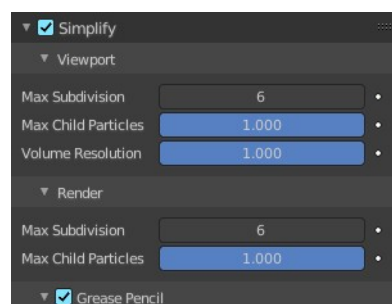 Simplify
Viewport
Max Subdivision 6
Max Child Particles 1.000
Volume Resolution 1.000
Render
Max Subdivision 6
Max Child Particles 1.000
Grease Pencil